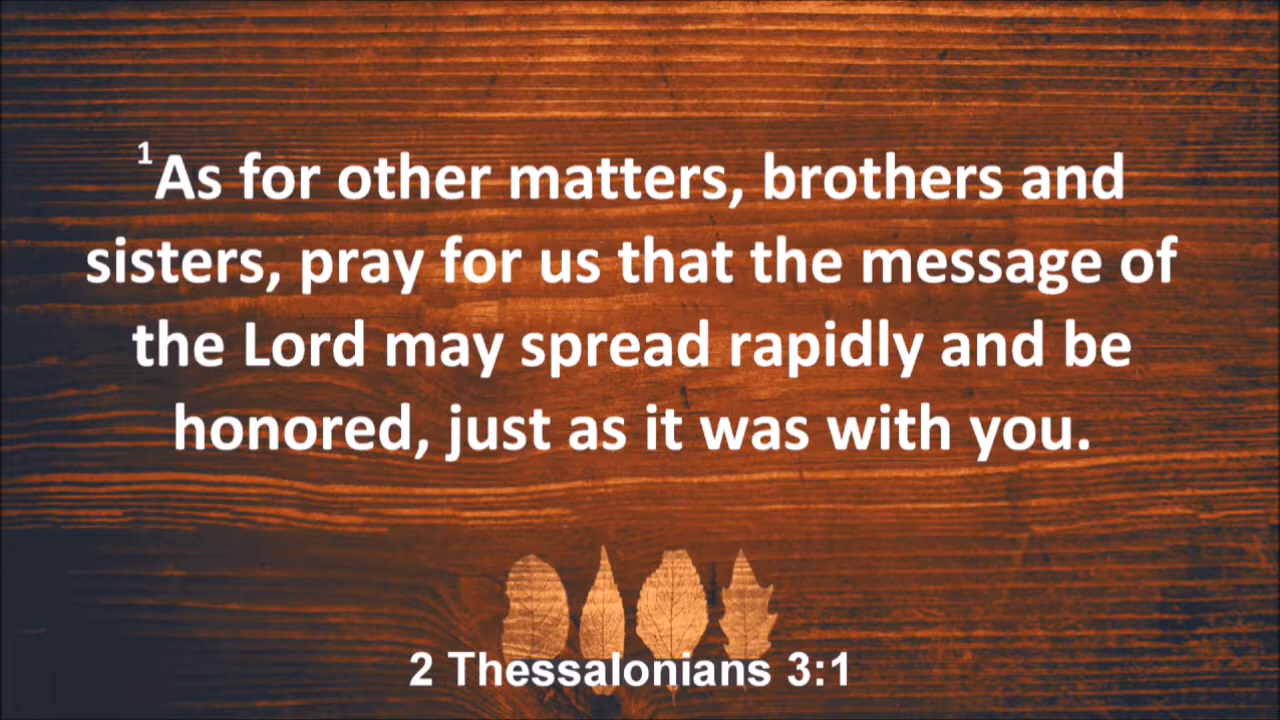 ¹As for other matters, brothers and
sisters, pray for us that the message of
the Lord may spread rapidly and be
honored, just as it was with you.
2 Thessalonians 3:1